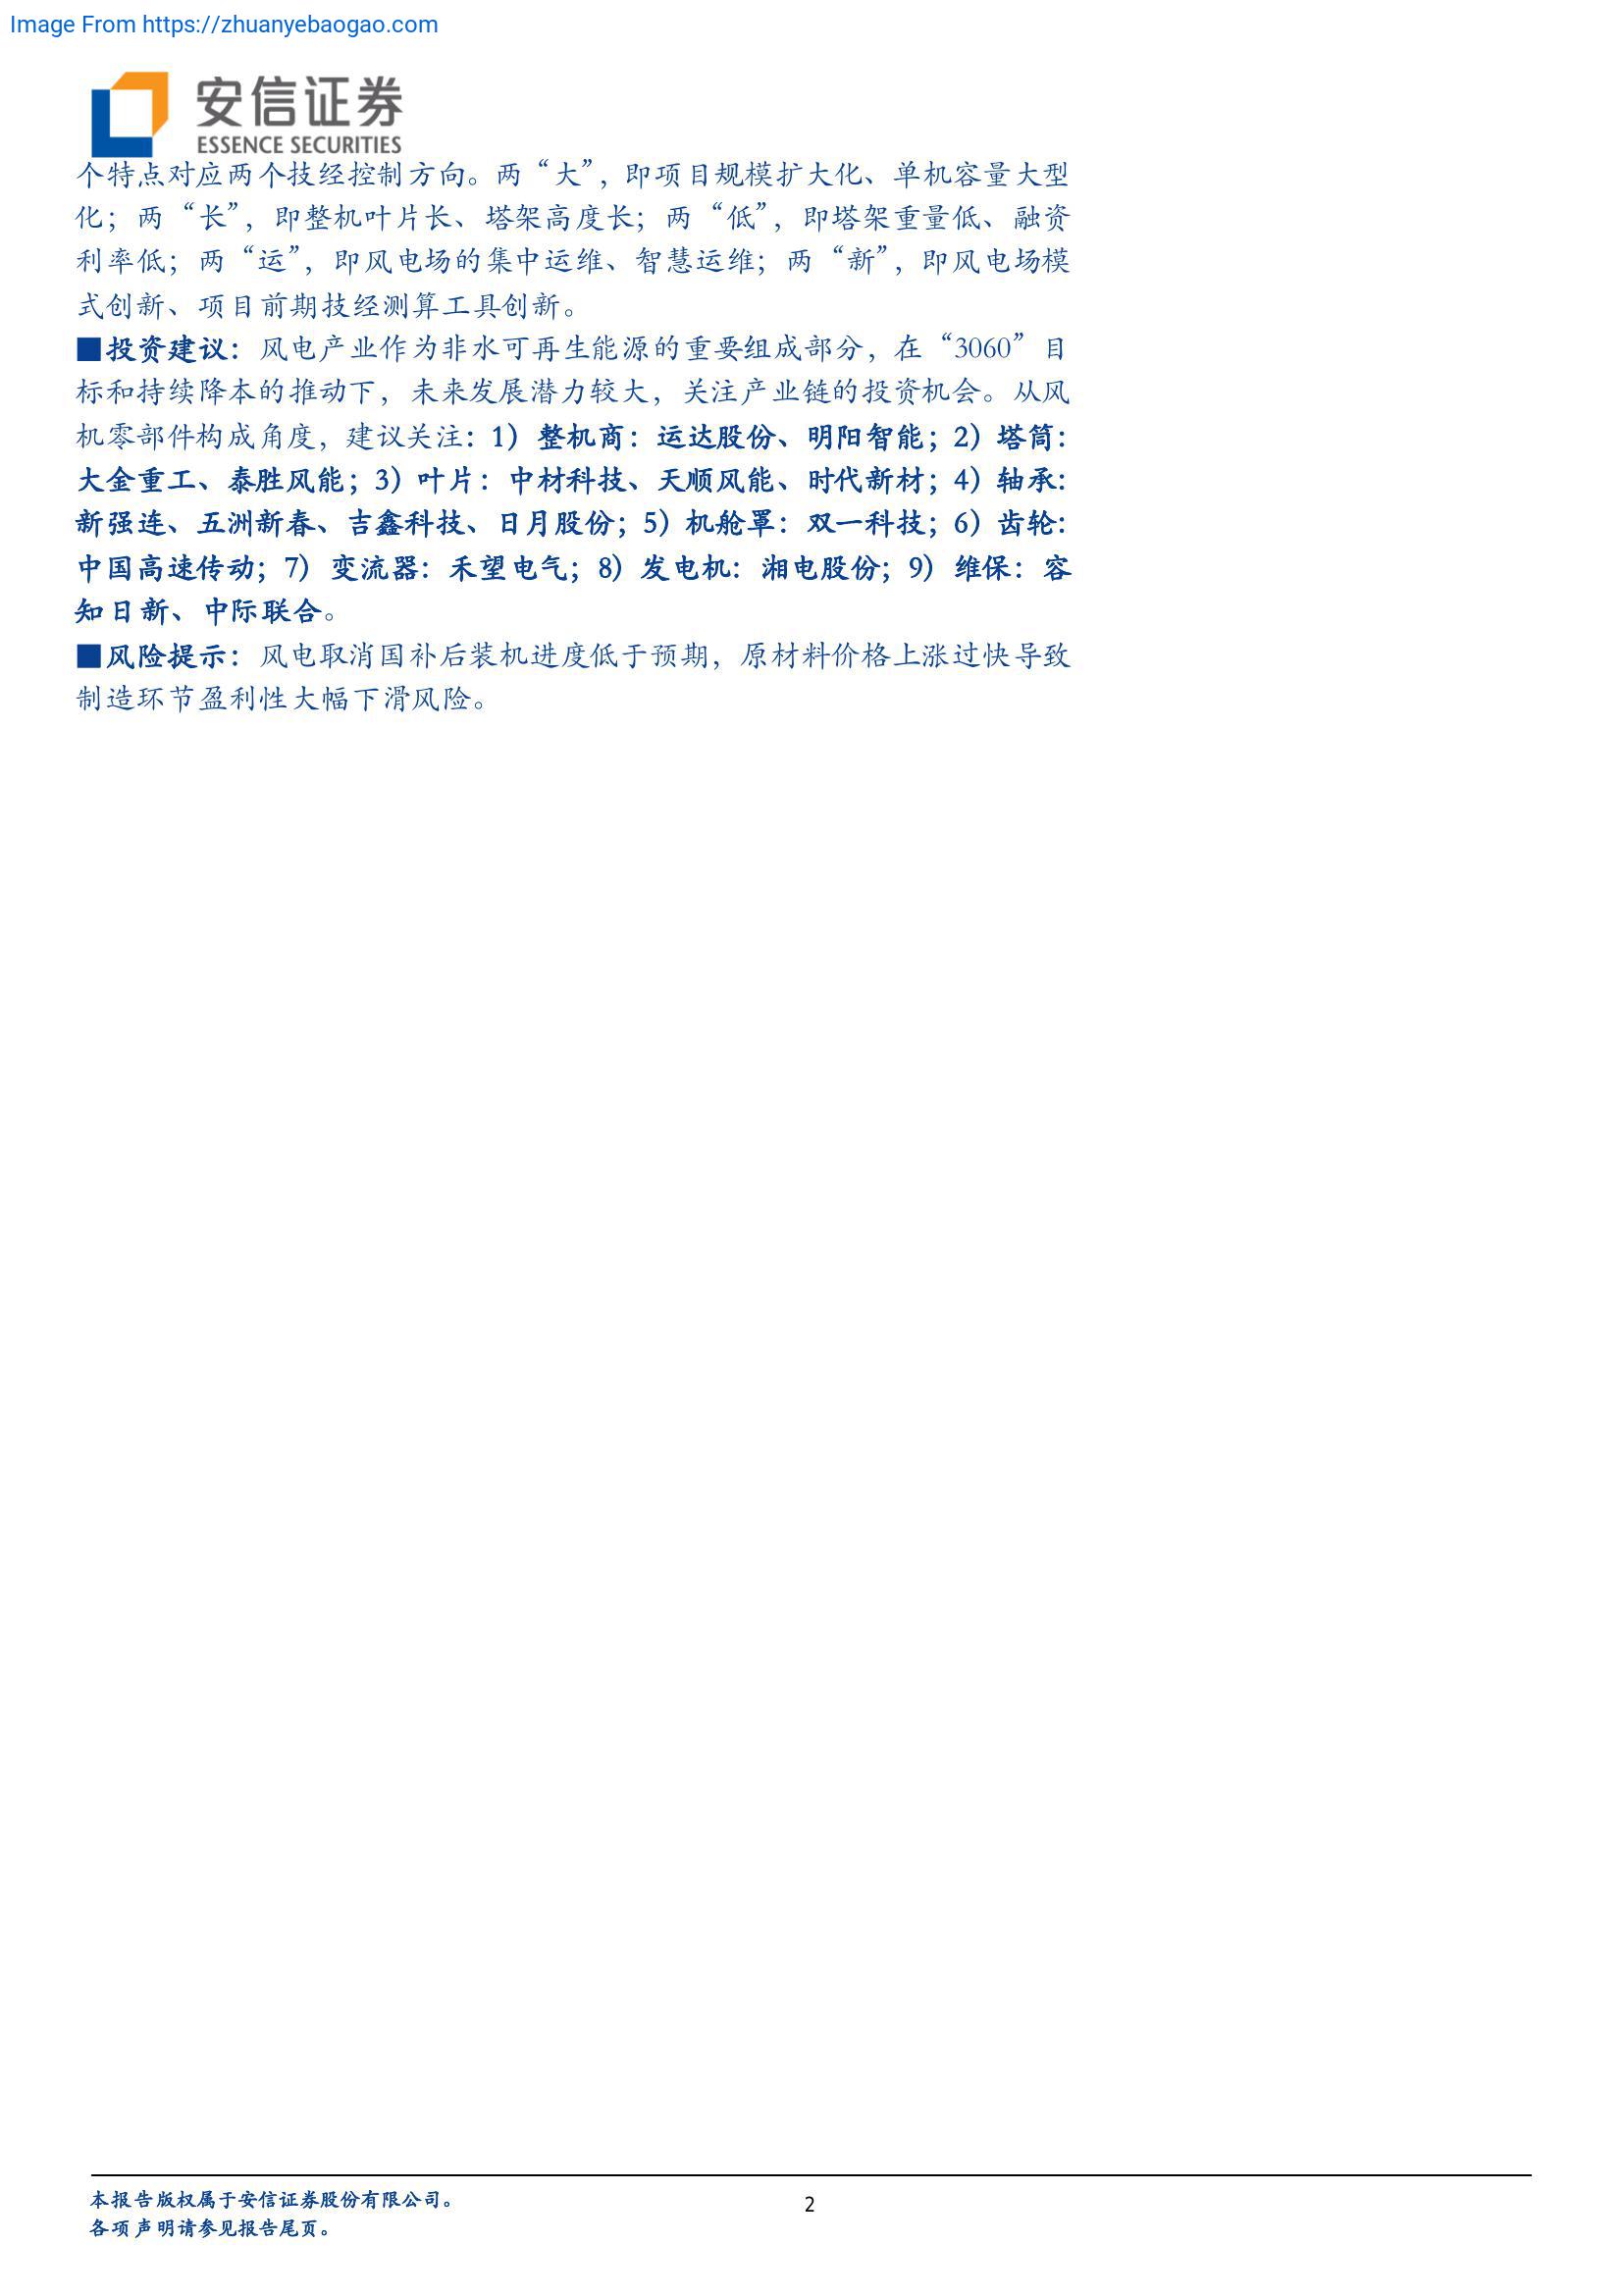 Image From https://zhuanyebaogao.com
安信证券
ESSENCE SECURITIES
个特点对应两个技经控制方向。两“大”，即项目规模扩大化、单机容量大型
化；两“长”，即整机叶片长、塔架高度长；两“低”，即塔架重量低、融资
利率低；两“运”，即风电场的集中运维、智慧运维；两“新”，即风电场模
式创新、项目前期技经测算工具创新。
■投资建议：风电产业作为非水可再生能源的重要组成部分，在“3060”目
标和持续降本的推动下，未来发展潜力较大，关注产业链的投资机会。从风
机零部件构成角度，建议关注：1）整机商：运达股份、明阳智能；2）塔筒：
大金重工、泰胜风能；3）叶片：中材科技、天顺风能、时代新材；4）轴承：
新强连、五洲新春、吉鑫科技、日月股份；5）机舱罩：双一科技；6）齿轮：
中国高速传动；7）变流器：禾望电气；8）发电机：湘电股份；9）维保：容
知日新、中际联合。
■风险提示：风电取消国补后装机进度低于预期，原材料价格上涨过快导致
制造环节盈利性大幅下滑风险。
本报告版权属于安信证券股份有限公司。
2
各项声明请参见报告尾页。